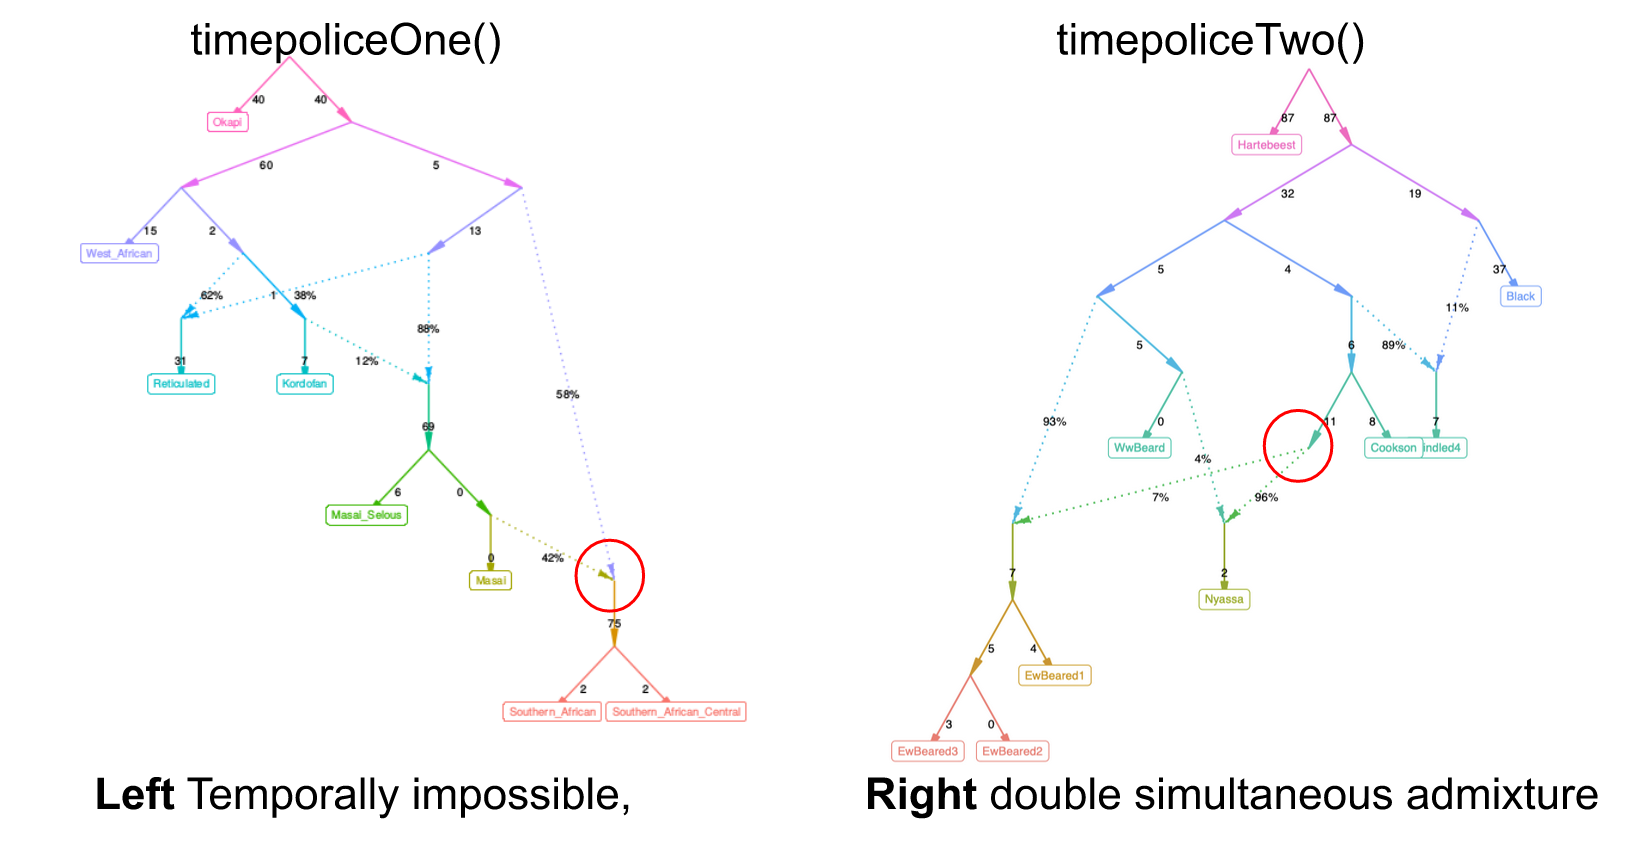 timepoliceOne()
timepoliceTwo()
40
40
Okapi
60
5
15
2
13
West_African
62%
1
38%
88%
31
7
12%
Reticulated
Kordofan
58%
69
6
0
Masai_Selous
0
42%
Masai
75
2
2
Southern_African
Southern_African_Central
87
87
Hartebeest
32
19
5
4
37
Black
11%
5
6
89%
93%
0
11
8
7
WwBeard
Cookson
indled4
4%
7%
96%
7
2
Nyassa
5
4
EwBeared1
3
0
EwBeared3
EwBeared2
Left Temporally impossible,
Right double simultaneous admixture